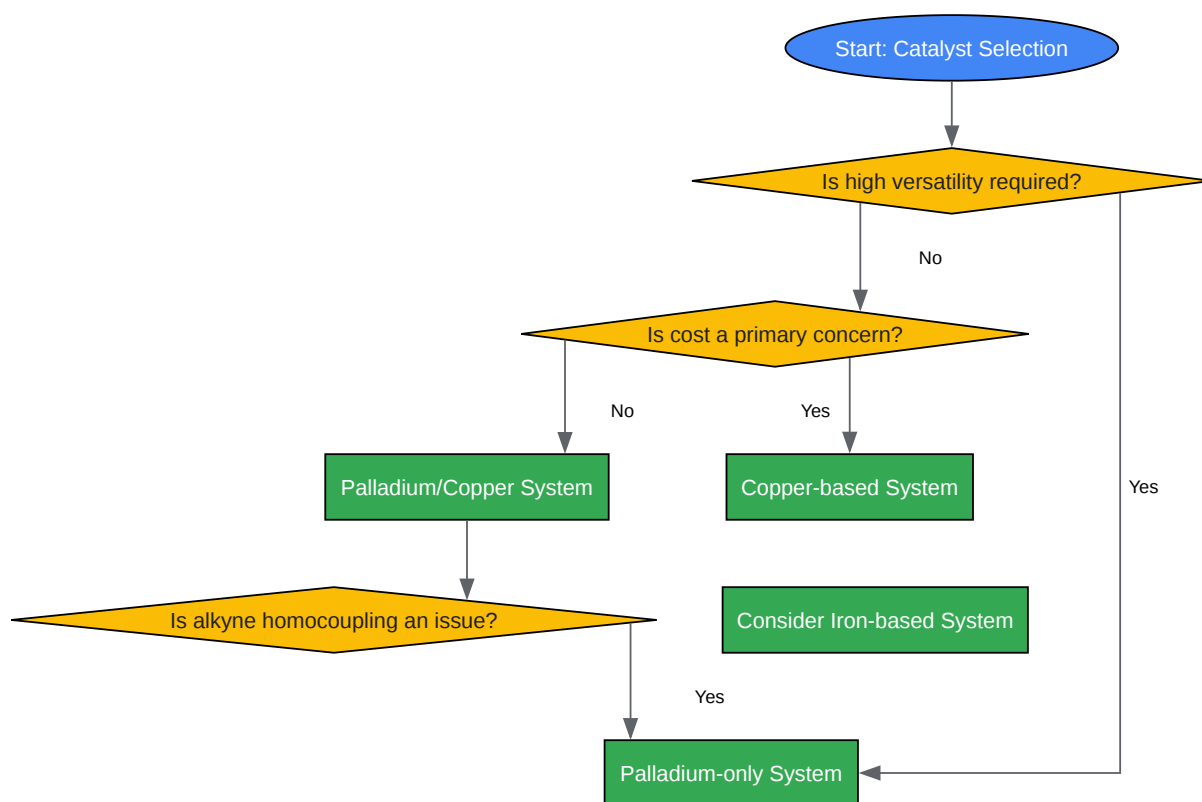 Start: Catalyst Selection
Is high versatility required?
No
Is cost a primary concern?
No
Yes
Palladium/Copper System
Copper-based System
Yes
Is alkyne homocoupling an issue?
Consider Iron-based System
Yes
Palladium-only System